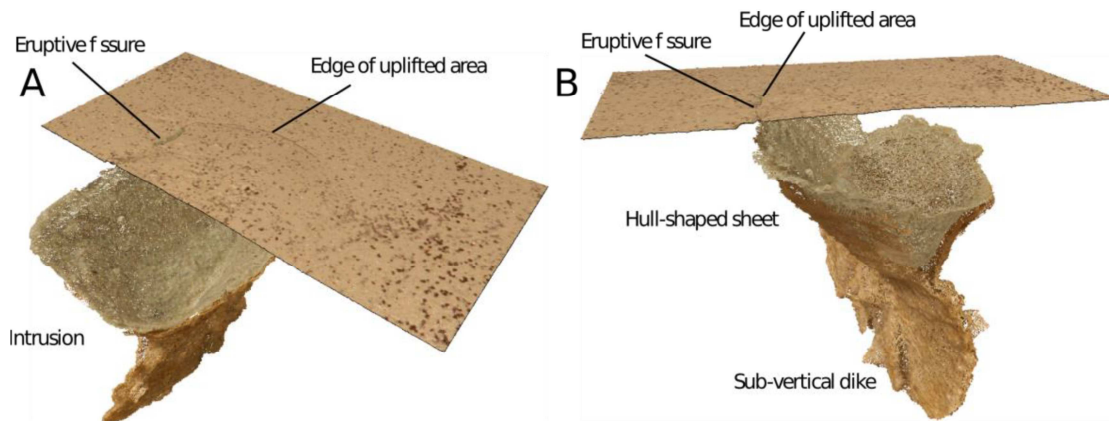 A
Eruptive f ssure
Edge of uplifted area
Intrusion
B
Eruptive f ssure
Edge of uplifted area
Hull-shaped sheet
Sub-vertical dike